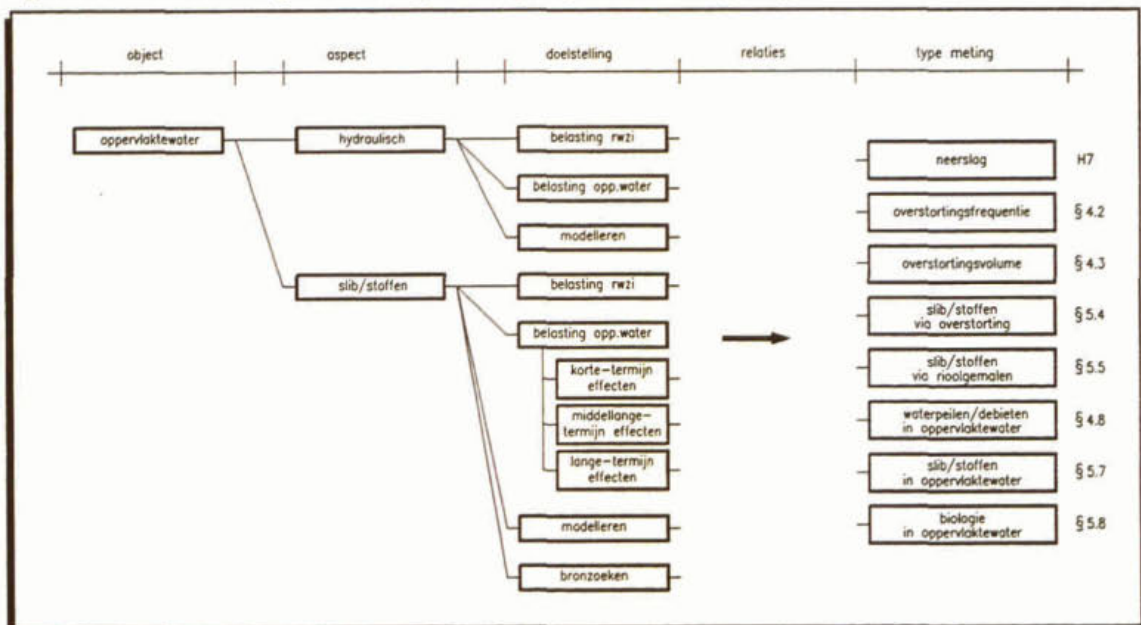 object aspect doelstelling relaties type meting
oppervlaktewater
hydraulisch
belasting rwzi
belasting opp.water
modelleren
slib/stoffen
belasting rwzi
belasting opp.water
korte-termijn
effecten
middellange-
termijn effecten
lange-termijn
effecten
modelleren
bronzoeken
neerslag H7
overstortingsfrequentie § 4.2
overstortingsvolume § 4.3
slib/stoffen
via overstorting § 5.4
slib/stoffen
via rioolgemalen § 5.5
waterpeilen/debieten
in oppervlaktewater § 4.8
slib/stoffen
in oppervlaktewater § 5.7
biologie
in oppervlaktewater § 5.8